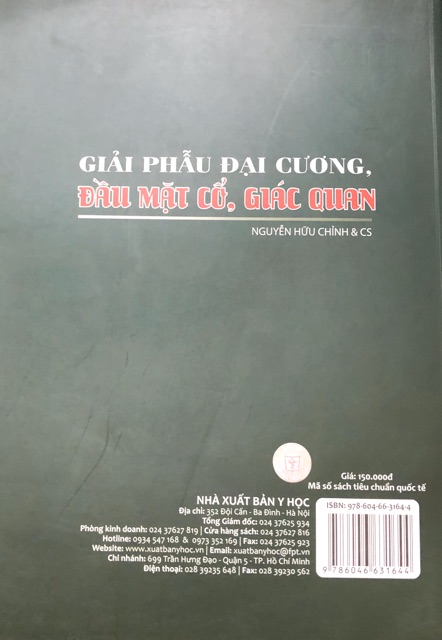 GIẢI PHẪU ĐẠI CƯƠNG,
ĐẦU MẶT CỔ, GIÁC QUAN
NGUYỄN HỮU CHỈNH & CS
Giá: 150.000đ
Mã số sách tiêu chuẩn quốc tế
NHÀ XUẤT BẢN Y HỌC
Địa chỉ: 352 Đội Cấn - Ba Đình - Hà Nội
Tổng Giám đốc: 024 37625 934
Phòng kinh doanh: 024 37627 819 | Cửa hàng sách: 024 37627 816
Hotline: 0934 547 168 & 0973 352 169 | Fax: 024 37625 923
Website: www.xuatbanyhoc.vn | Email: xuatbanyhoc@fpt.vn
Chi nhánh: 699 Trần Hưng Đạo - Quận 5 - TP. Hồ Chí Minh
Điện thoại: 028 39235 648 | Fax: 028 39230 562
ISBN: 978-604-66-3164-4
9 786046 631644